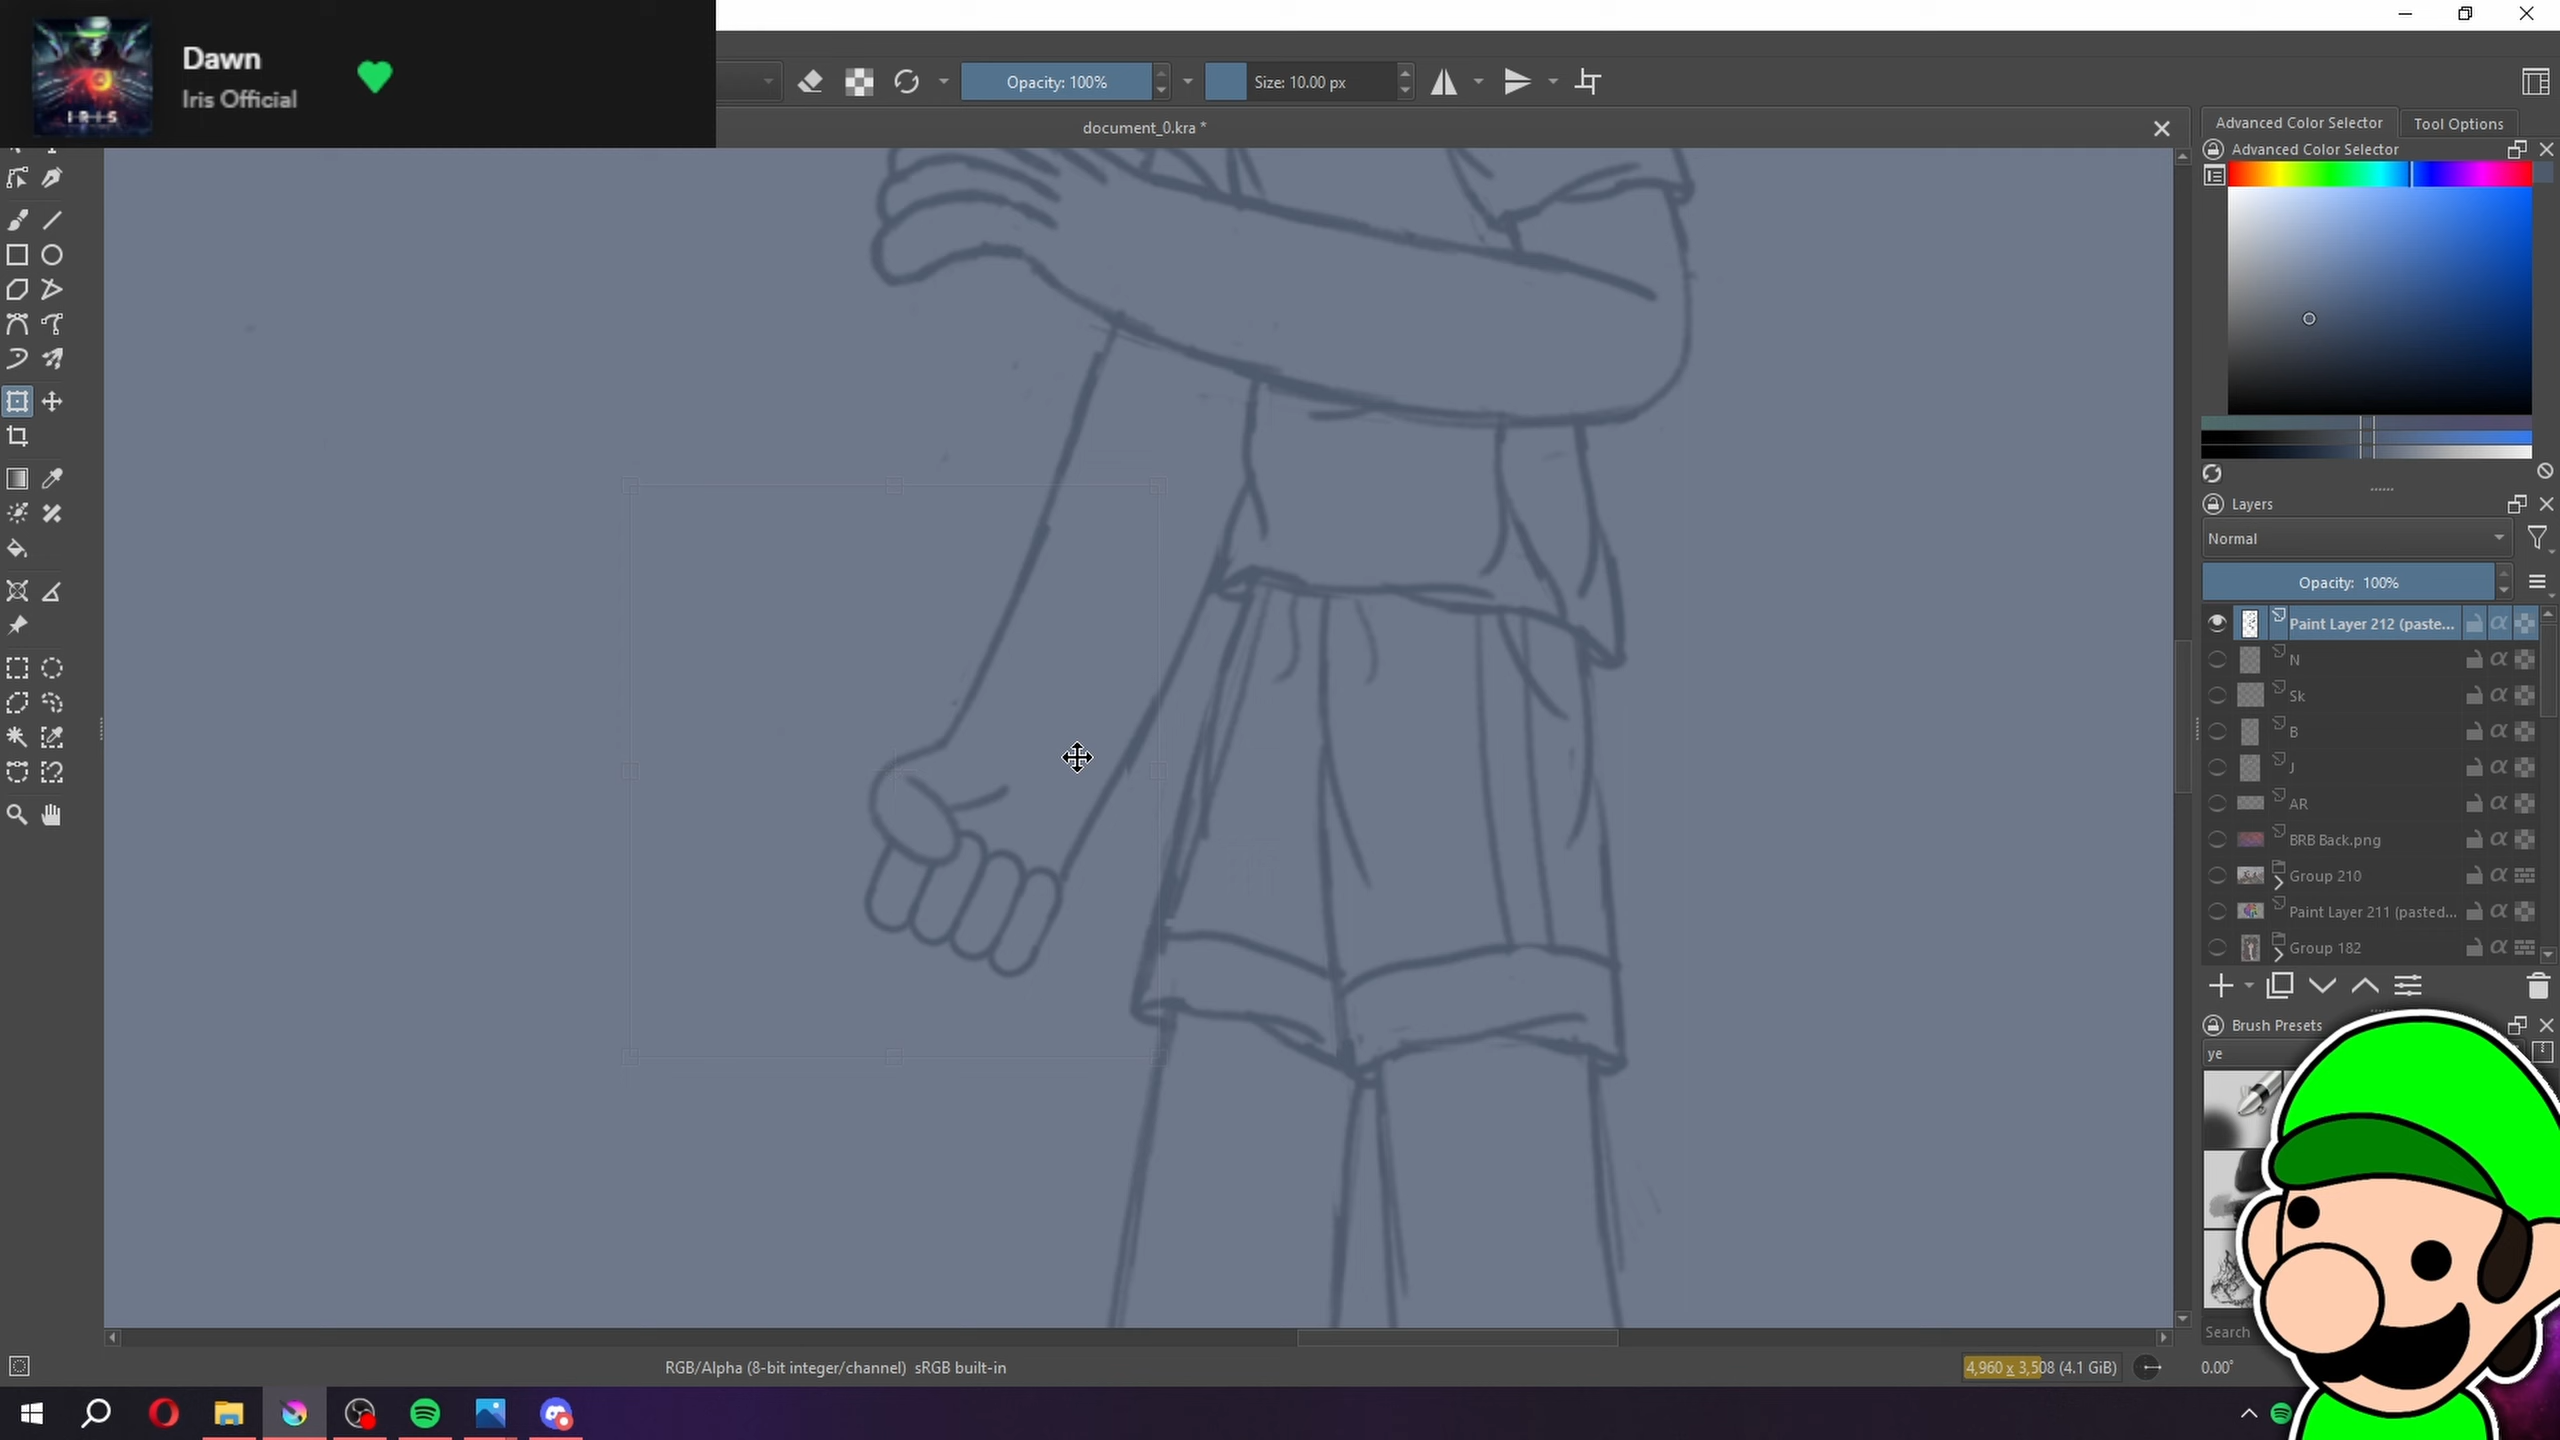 Dawn
Iris Official
IRIS
Opacity: 100%
Size: 10.00 px
document_0.kra *
Advanced Color Selector
Tool Options
Advanced Color Selector
Layers
Normal
Opacity: 100%
Paint Layer 212 (paste...
N
Sk
B
J
AR
BRB Back.png
Group 210
Paint Layer 211 (pasted...
Group 182
Brush Presets
ye
Search
RGB/Alpha (8-bit integer/channel) sRGB built-in
4,960 x 3,508 (4.1 GiB)
0.00°